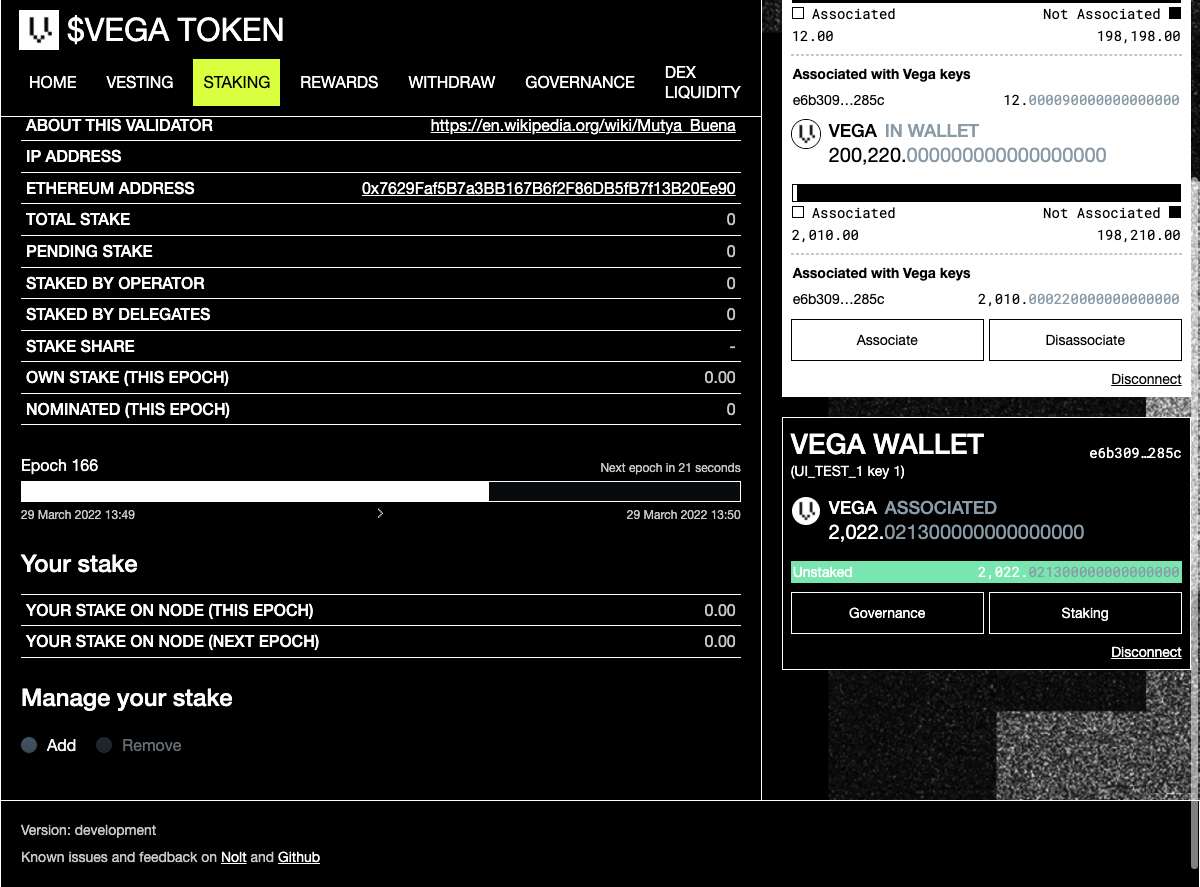 $VEGA TOKEN
HOME VESTING STAKING REWARDS WITHDRAW GOVERNANCE DEX LIQUIDITY
ABOUT THIS VALIDATOR https://en.wikipedia.org/wiki/Mutya_Buena
IP ADDRESS
ETHEREUM ADDRESS 0x7629Faf5B7a3BB167B6f2F86DB5fB7f13B20Ee90
TOTAL STAKE 0
PENDING STAKE 0
STAKED BY OPERATOR 0
STAKED BY DELEGATES 0
STAKE SHARE -
OWN STAKE (THIS EPOCH) 0.00
NOMINATED (THIS EPOCH) 0
Epoch 166 Next epoch in 21 seconds
29 March 2022 13:49 29 March 2022 13:50
Your stake
YOUR STAKE ON NODE (THIS EPOCH) 0.00
YOUR STAKE ON NODE (NEXT EPOCH) 0.00
Manage your stake
Add Remove
Associated Not Associated
12.00 198,198.00
Associated with Vega keys
e6b309…285c 12.000090000000000000
VEGA IN WALLET
200,220.000000000000000000
Associated Not Associated
2,010.00 198,210.00
Associated with Vega keys
e6b309…285c 2,010.000220000000000000
Associate Disassociate
Disconnect
VEGA WALLET e6b309…285c
(UI_TEST_1 key 1)
VEGA ASSOCIATED
2,022.021300000000000000
Unstaked 2,022.021300000000000000
Governance Staking
Disconnect
Version: development
Known issues and feedback on Nolt and Github